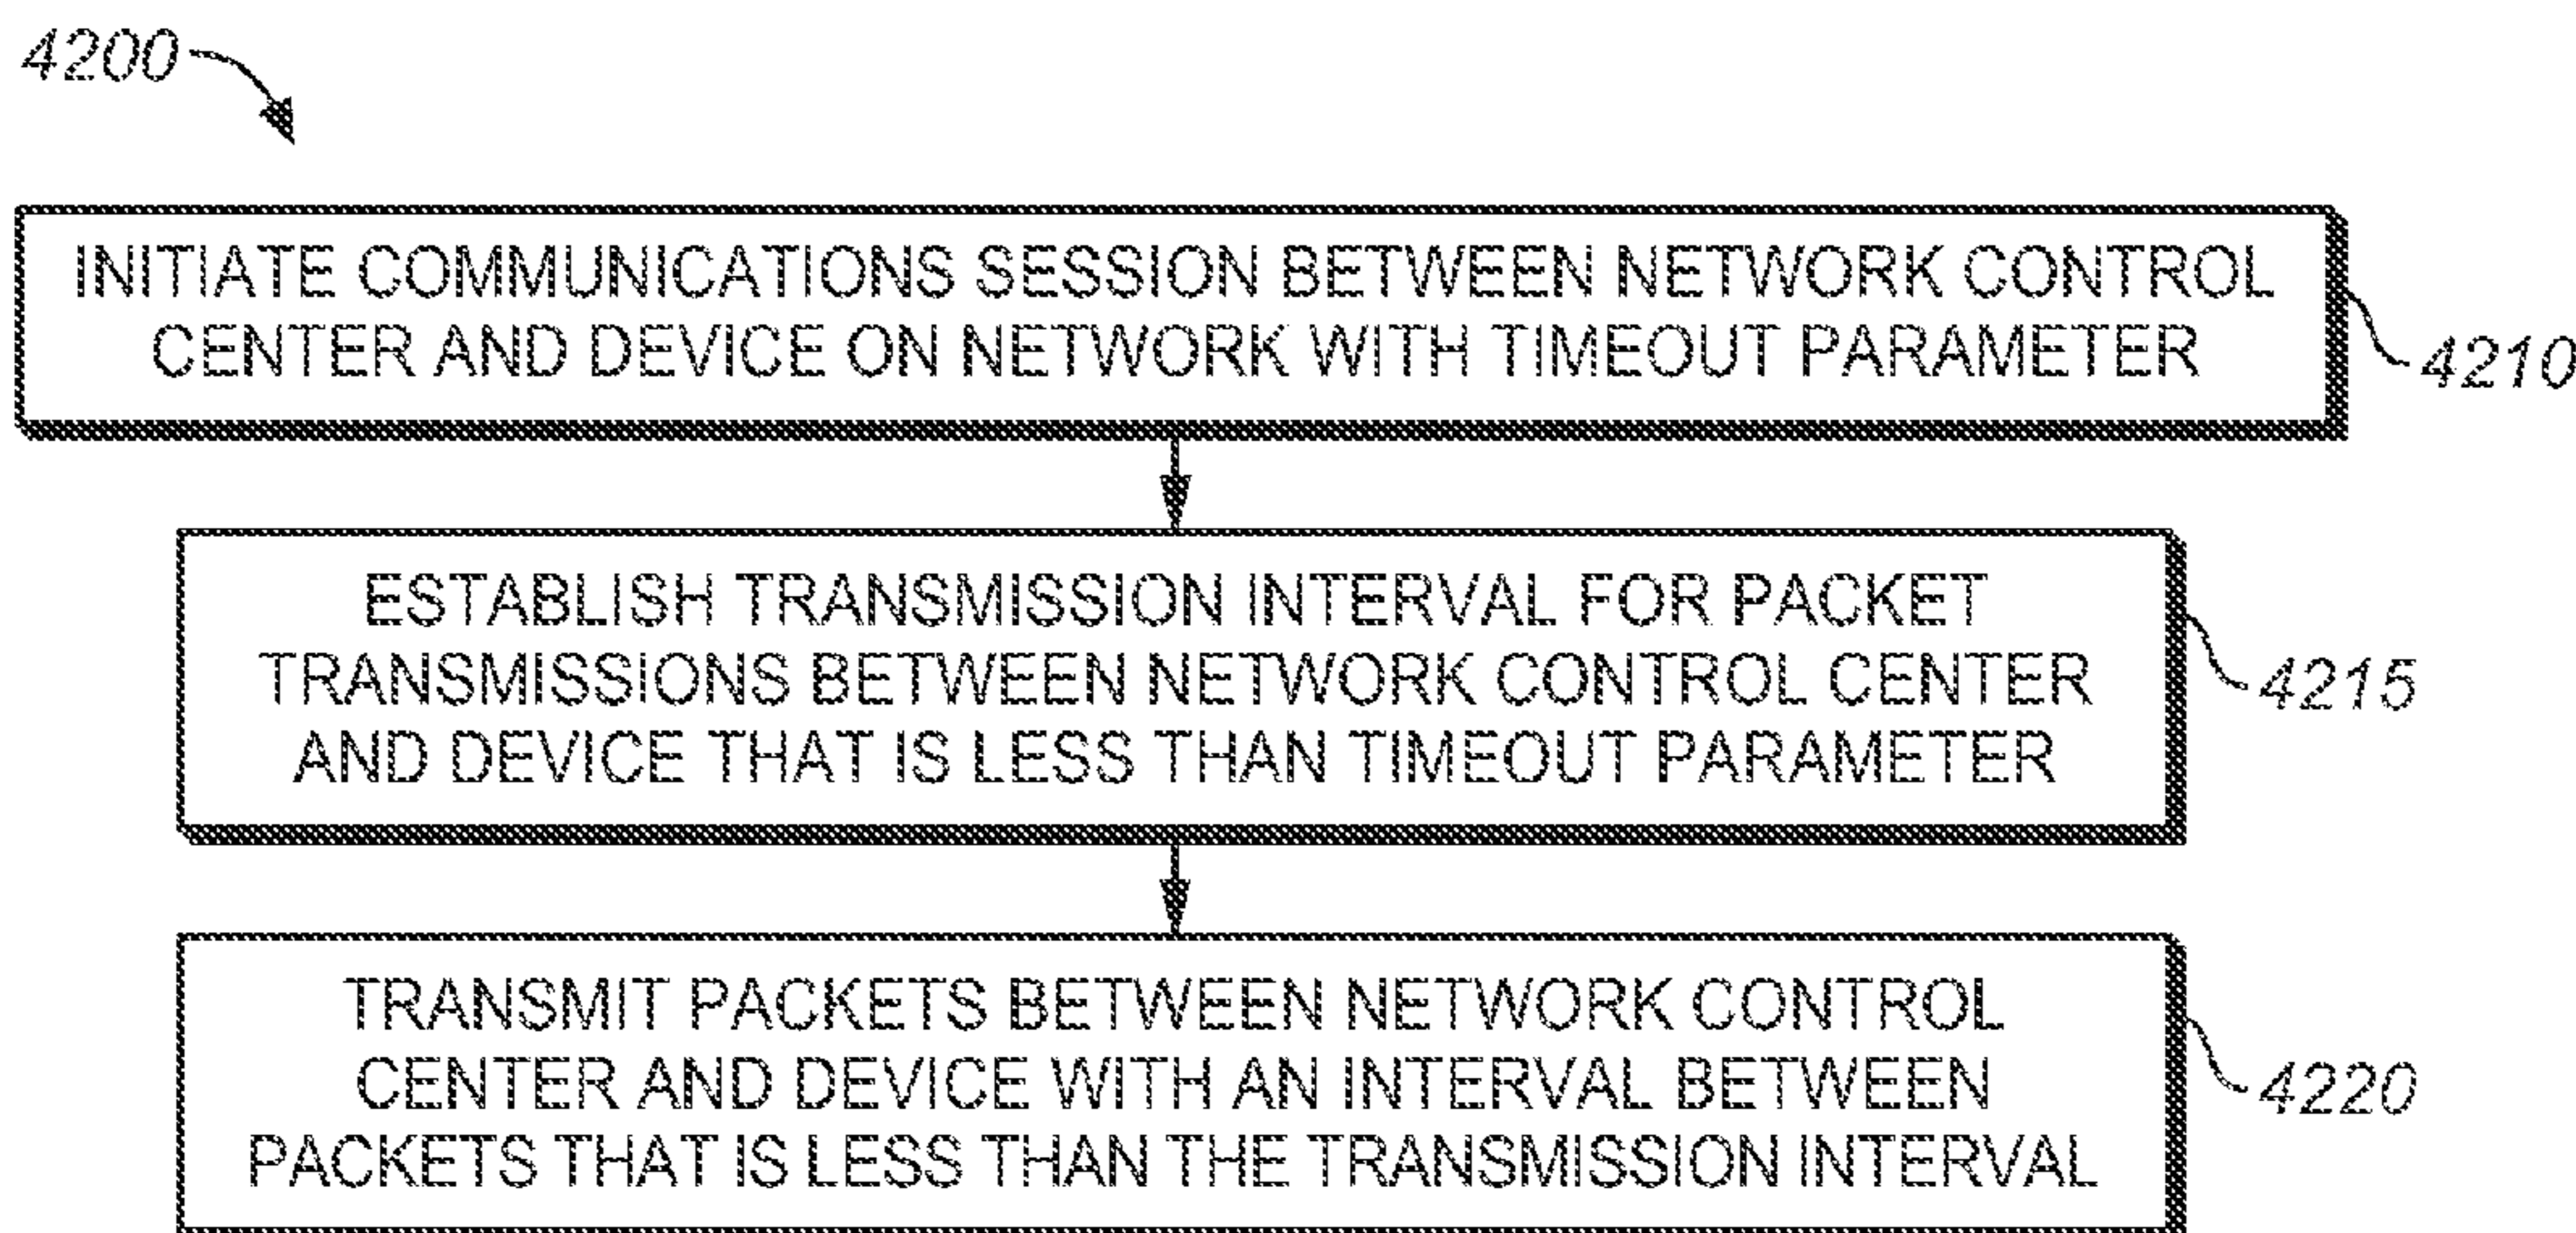 4200
INITIATE COMMUNICATIONS SESSION BETWEEN NETWORK CONTROL
CENTER AND DEVICE ON NETWORK WITH TIMEOUT PARAMETER
4210
ESTABLISH TRANSMISSION INTERVAL FOR PACKET
TRANSMISSIONS BETWEEN NETWORK CONTROL CENTER
AND DEVICE THAT IS LESS THAN TIMEOUT PARAMETER
4215
TRANSMIT PACKETS BETWEEN NETWORK CONTROL
CENTER AND DEVICE WITH AN INTERVAL BETWEEN
PACKETS THAT IS LESS THAN THE TRANSMISSION INTERVAL
4220